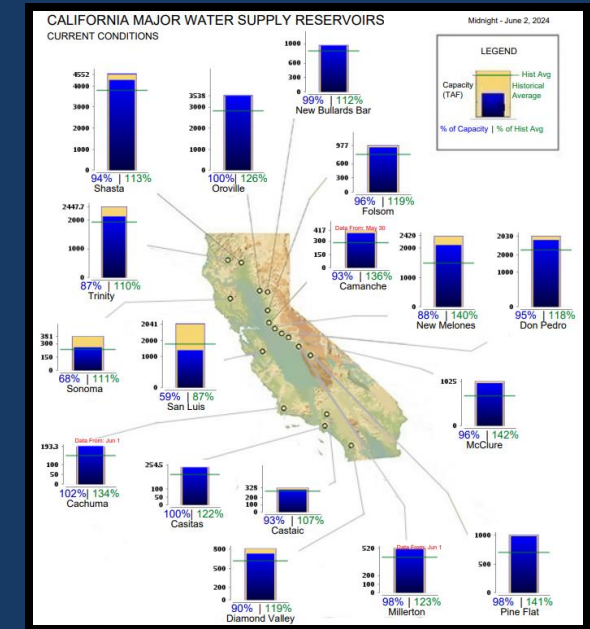 CALIFORNIA MAJOR WATER SUPPLY RESERVOIRS
CURRENT CONDITIONS
Midnight - June 2, 2024
LEGEND
Capacity
(TAF)
Hist Avg
Historical
Average
% of Capacity | % of Hist Avg
4552
4000
3000
2000
1000
0
94% | 113%
Shasta
3538
3000
2000
1000
0
100% | 126%
Oroville
1000
600
300
0
99% | 112%
New Bullards Bar
977
600
300
0
96% | 119%
Folsom
2447.7
2000
1000
0
87% | 110%
Trinity
Data From: May 30
417
300
150
0
93% | 136%
Camanche
2420
2000
1000
0
88% | 140%
New Melones
2030
2000
1000
0
95% | 118%
Don Pedro
381
300
150
0
68% | 111%
Sonoma
2041
2000
1000
0
59% | 87%
San Luis
1025
0
96% | 142%
McClure
Data From: Jun 1
193.3
100
50
0
102% | 134%
Cachuma
254.5
100
50
0
100% | 122%
Casitas
328
200
100
0
93% | 107%
Castaic
800
500
200
0
90% | 119%
Diamond Valley
Data From: Jun 1
520
200
100
0
98% | 123%
Millerton
1000
500
0
98% | 141%
Pine Flat